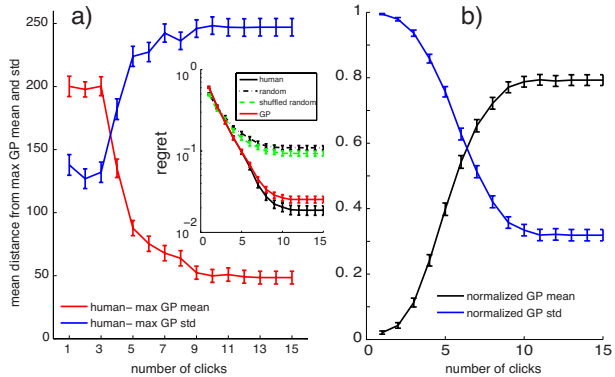 a)
mean distance from max GP mean and std
250
200
150
100
50
0
1 3 5 7 9 11 13 15
number of clicks
human− max GP mean
human− max GP std
regret
10^0
10^-1
10^-2
0 5 10 15
human
random
shuffled random
GP
b)
1
0.8
0.6
0.4
0.2
0
0 5 10 15
number of clicks
normalized GP mean
normalized GP std